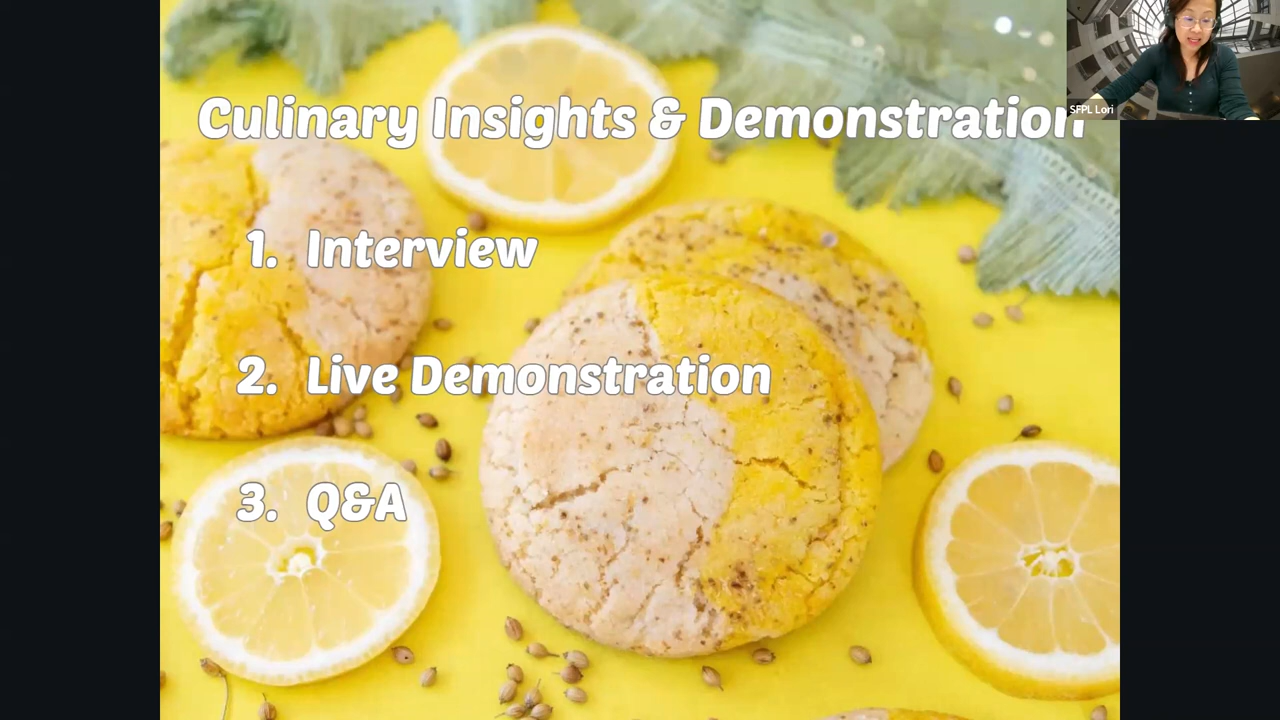 Culinary Insights & Demonstration
1. Interview
2. Live Demonstration
3. Q&A
SFPL Lori